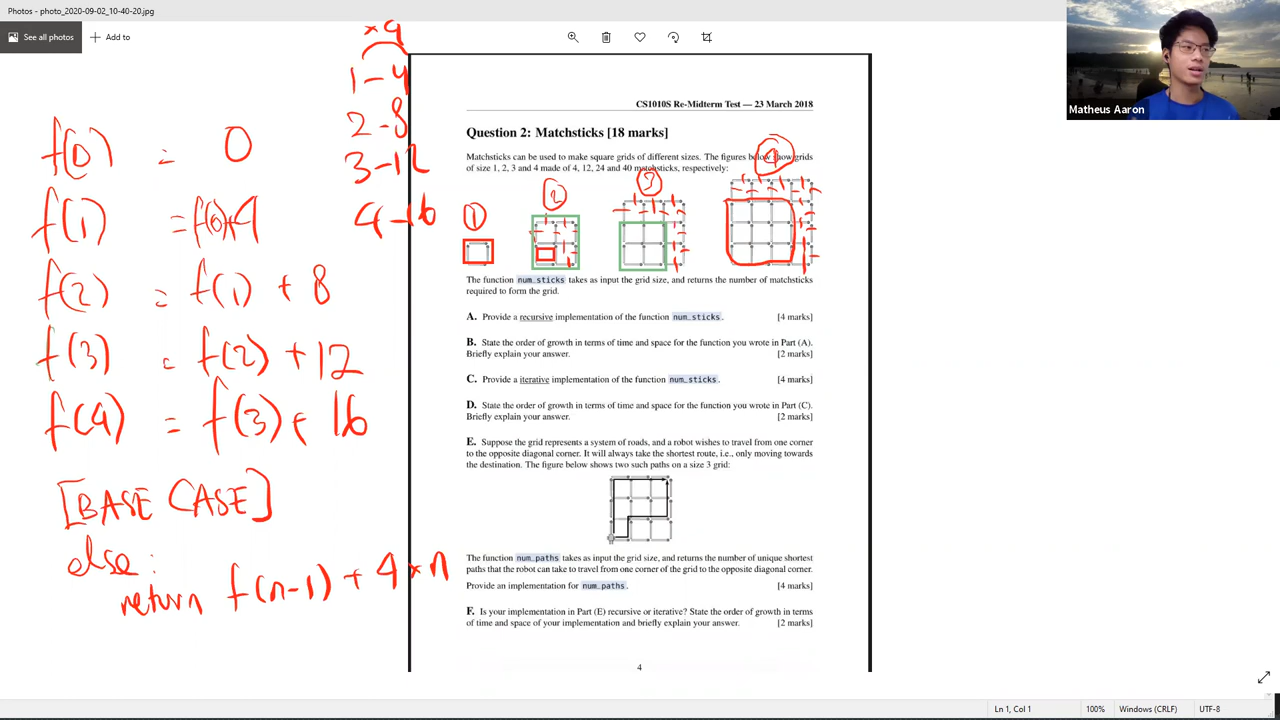 Photos - photo_2020-09-02_10-40-20.jpg
See all photos
+ Add to
Matheus Aaron
×4
1 - 4
2 - 8
3 - 12
4 - 16
f(0) = 0
f(1) = f(0)+4
f(2) = f(1) + 8
f(3) = f(2) + 12
f(4) = f(3) + 16
[BASE CASE]
else:
return f(n-1) + 4 × n
CS1010S Re-Midterm Test — 23 March 2018
Question 2: Matchsticks [18 marks]
Matchsticks can be used to make square grids of different sizes. The figures below show grids
of size 1, 2, 3 and 4 made of 4, 12, 24 and 40 matchsticks, respectively:
1
2
3
4
The function num_sticks takes as input the grid size, and returns the number of matchsticks
required to form the grid.
A. Provide a recursive implementation of the function num_sticks. [4 marks]
B. State the order of growth in terms of time and space for the function you wrote in Part (A).
Briefly explain your answer. [2 marks]
C. Provide a iterative implementation of the function num_sticks. [4 marks]
D. State the order of growth in terms of time and space for the function you wrote in Part (C).
Briefly explain your answer. [2 marks]
E. Suppose the grid represents a system of roads, and a robot wishes to travel from one corner
to the opposite diagonal corner. It will always take the shortest route, i.e., only moving towards
the destination. The figure below shows two such paths on a size 3 grid:
The function num_paths takes as input the grid size, and returns the number of unique shortest
paths that the robot can take to travel from one corner of the grid to the opposite diagonal corner.
Provide an implementation for num_paths. [4 marks]
F. Is your implementation in Part (E) recursive or iterative? State the order of growth in terms
of time and space of your implementation and briefly explain your answer. [2 marks]
4
Ln 1, Col 1
100%
Windows (CRLF)
UTF-8